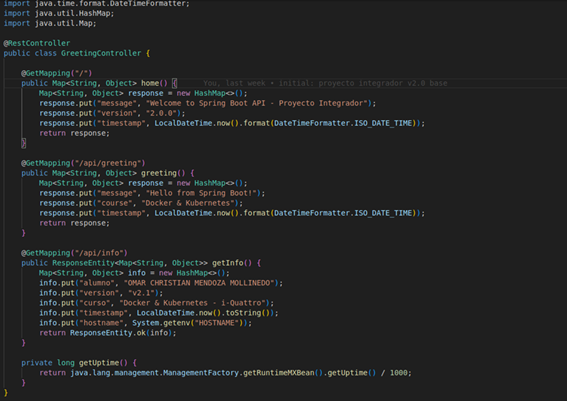 import java.time.format.DateTimeFormatter;
import java.util.HashMap;
import java.util.Map;
@RestController
public class GreetingController {
@GetMapping("/")
public Map<String, Object> home() { You, last week • initial: proyecto integrador v2.0 base
Map<String, Object> response = new HashMap<>();
response.put("message", "Welcome to Spring Boot API - Proyecto Integrador");
response.put("version", "2.0.0");
response.put("timestamp", LocalDateTime.now().format(DateTimeFormatter.ISO_DATE_TIME));
return response;
}
@GetMapping("/api/greeting")
public Map<String, Object> greeting() {
Map<String, Object> response = new HashMap<>();
response.put("message", "Hello from Spring Boot!");
response.put("course", "Docker & Kubernetes");
response.put("timestamp", LocalDateTime.now().format(DateTimeFormatter.ISO_DATE_TIME));
return response;
}
@GetMapping("/api/info")
public ResponseEntity<Map<String, Object>> getInfo() {
Map<String, Object> info = new HashMap<>();
info.put("alumno", "OMAR CHRISTIAN MENDOZA MOLLINEDO");
info.put("version", "v2.1");
info.put("curso", "Docker & Kubernetes - i-Quattro");
info.put("timestamp", LocalDateTime.now().toString());
info.put("hostname", System.getenv("HOSTNAME"));
return ResponseEntity.ok(info);
}
private long getUptime() {
return java.lang.management.ManagementFactory.getRuntimeMXBean().getUptime() / 1000;
}
}